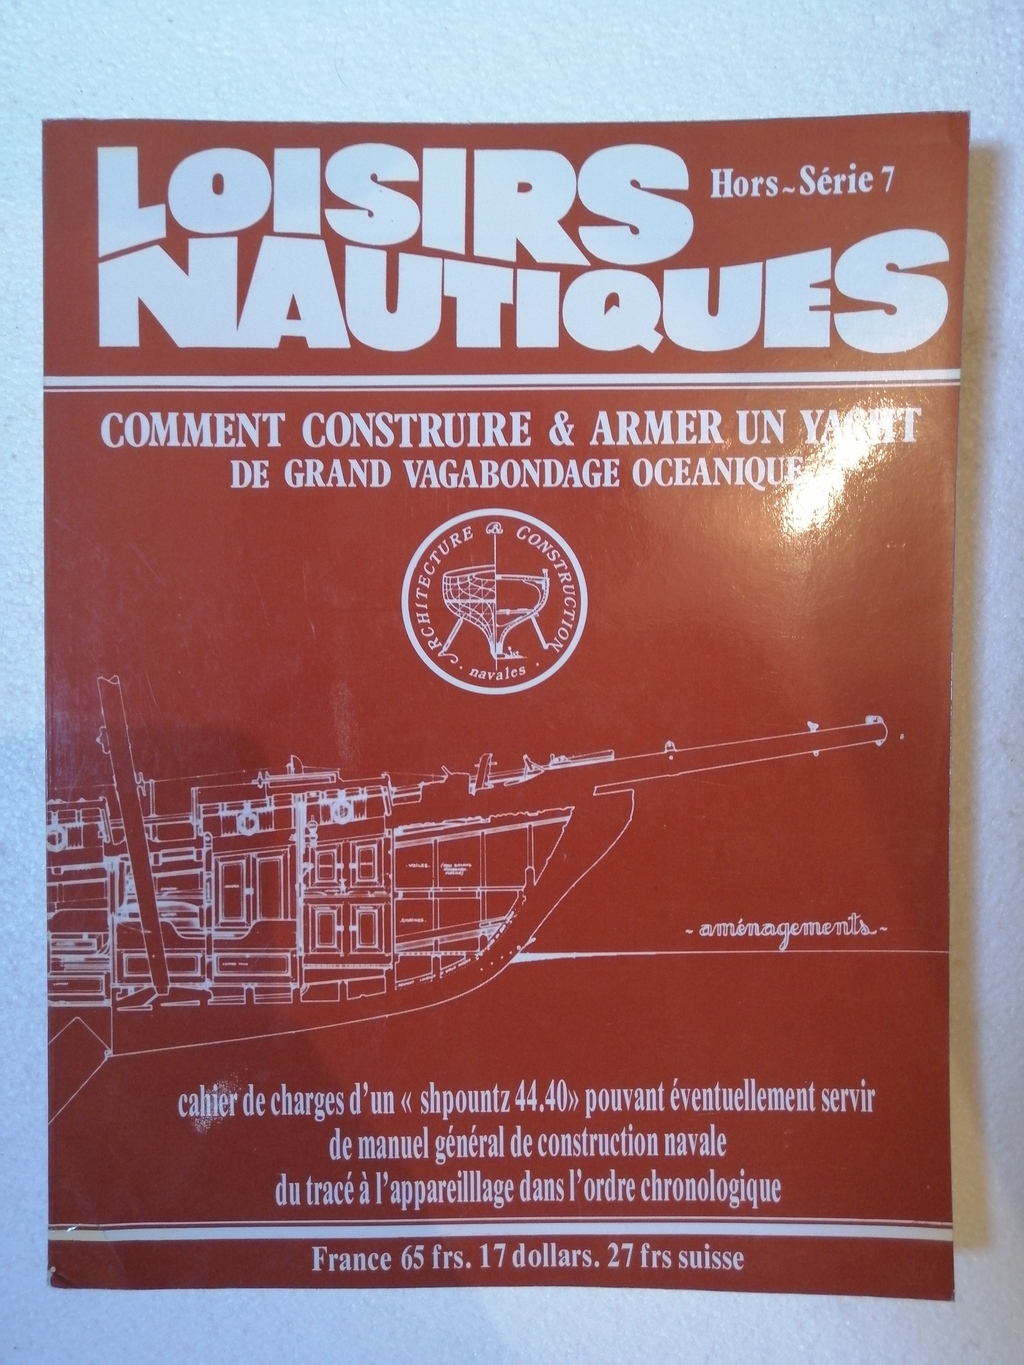 LOISIRS
Hors~Série 7
NAUTIQUES
COMMENT CONSTRUIRE & ARMER UN YACHT
DE GRAND VAGABONDAGE OCEANIQUE
ARCHITECTURE & CONSTRUCTION
· navales ·
VOILES
- aménagements -
cahier de charges d'un « shpountz 44.40» pouvant éventuellement servir
de manuel général de construction navale
du tracé à l'appareilllage dans l'ordre chronologique
France 65 frs. 17 dollars. 27 frs suisse